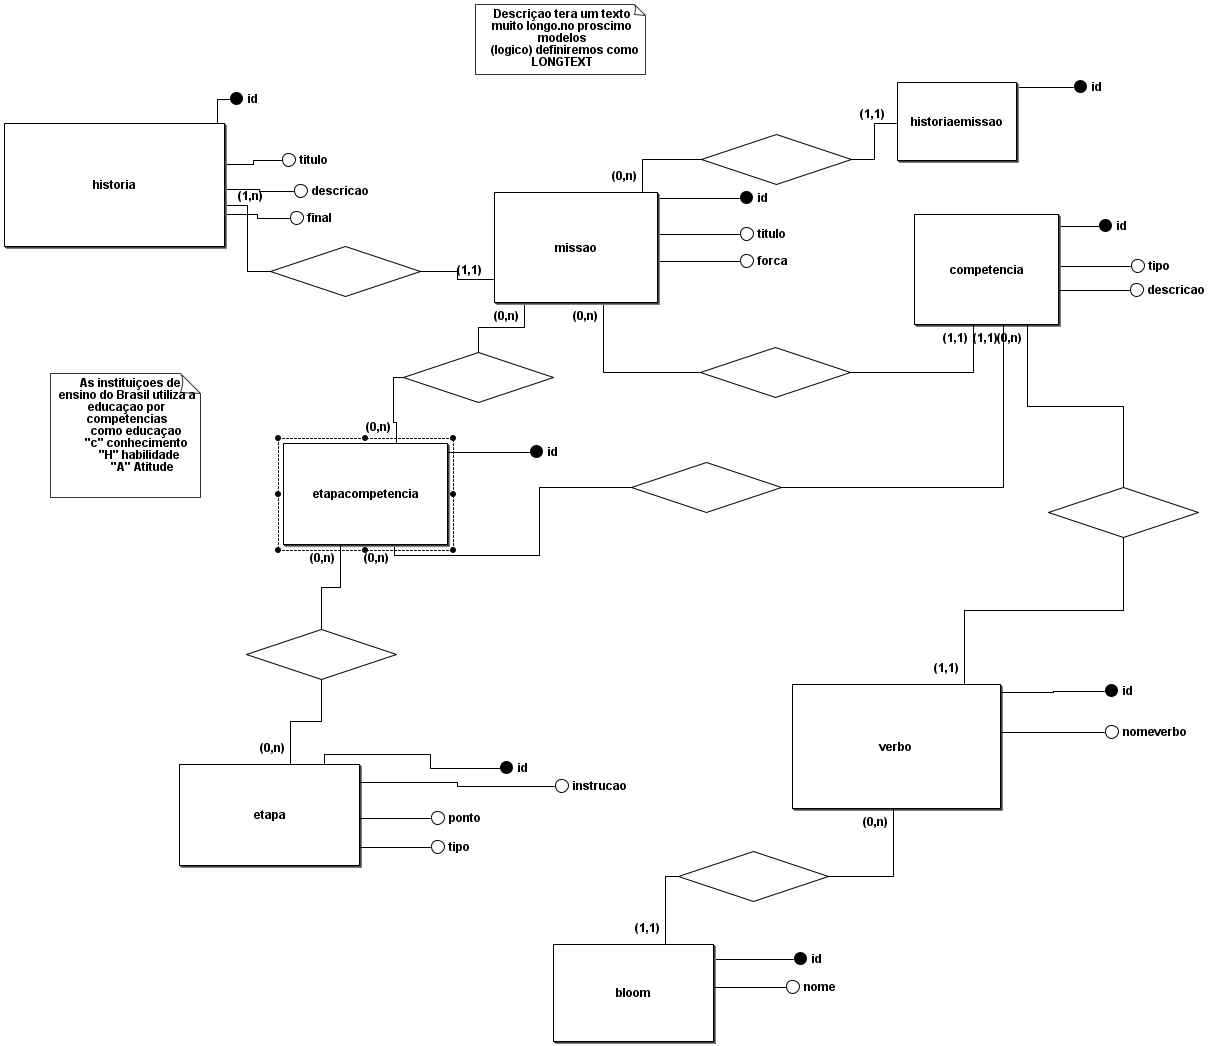 Descriçao tera um texto
muito longo.no proscimo
modelos
(logico) definiremos como
LONGTEXT
id
historia
titulo
descricao
(1,n)
final
(1,1)
(0,n)
(1,1)
historiaemissao
id
missao
id
titulo
forca
competencia
id
tipo
descricao
(0,n)
(0,n)
(1,1)
(1,1)
(0,n)
As instituiçoes de
ensino do Brasil utiliza a
educaçao por
competencias
como educaçao
"c" conhecimento
"H" habilidade
"A" Atitude
(0,n)
etapacompetencia
id
(0,n)
(0,n)
(0,n)
etapa
id
instrucao
ponto
tipo
(1,1)
verbo
id
nomeverbo
(0,n)
(1,1)
bloom
id
nome